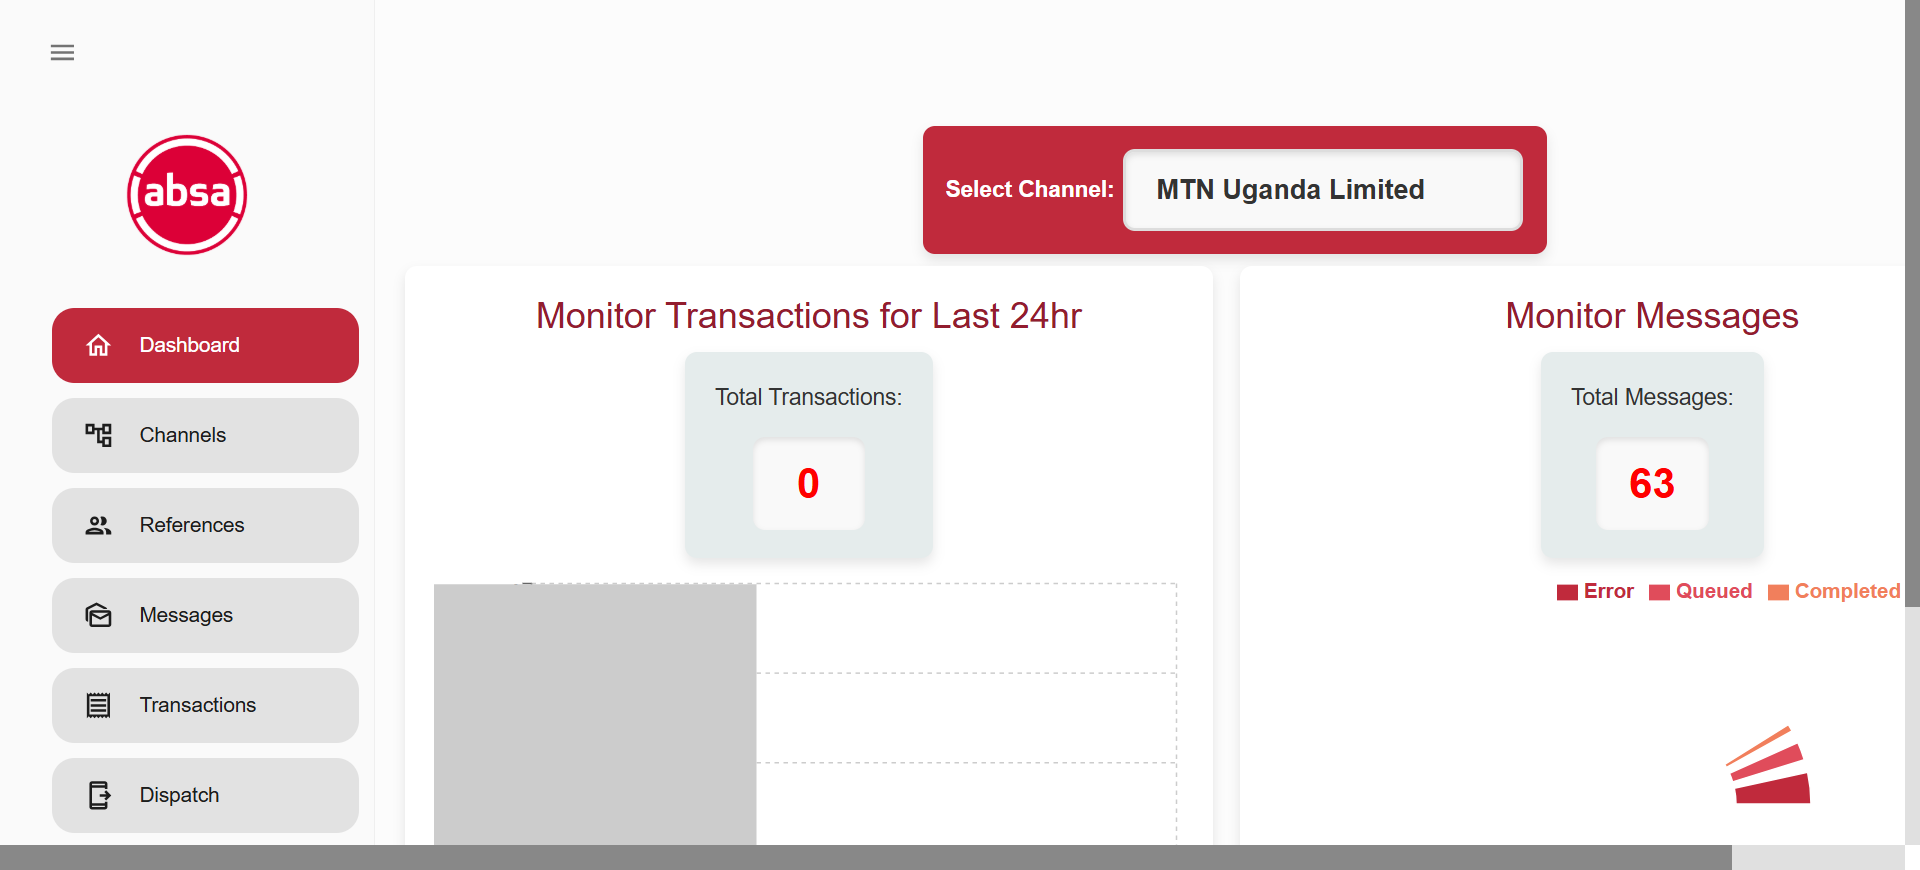 absa
Dashboard
Channels
References
Messages
Transactions
Dispatch
Select Channel:
MTN Uganda Limited
Monitor Transactions for Last 24hr
Total Transactions:
0
Monitor Messages
Total Messages:
63
Error Queued Completed